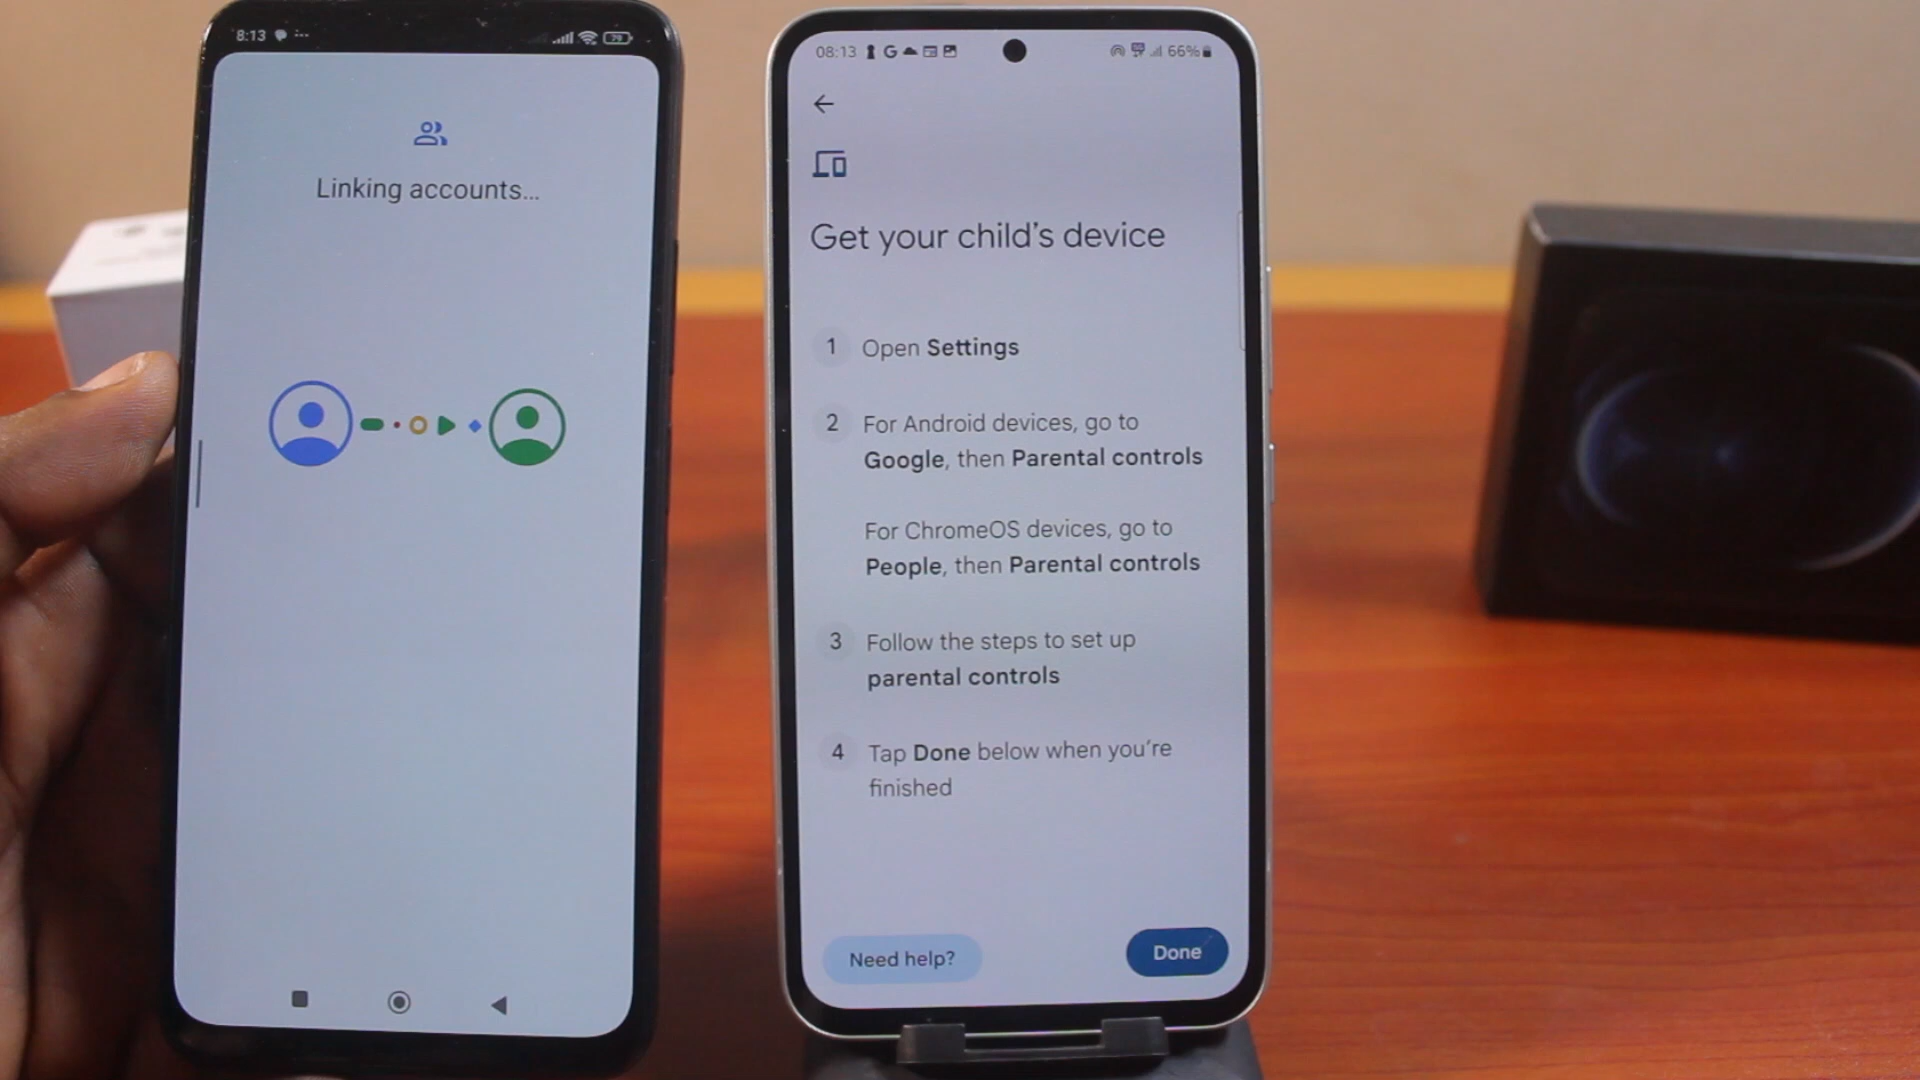 8:13
79
Linking accounts...
08:13
66%
Get your child's device
1 Open Settings
2 For Android devices, go to
Google, then Parental controls
For ChromeOS devices, go to
People, then Parental controls
3 Follow the steps to set up
parental controls
4 Tap Done below when you're
finished
Need help?
Done